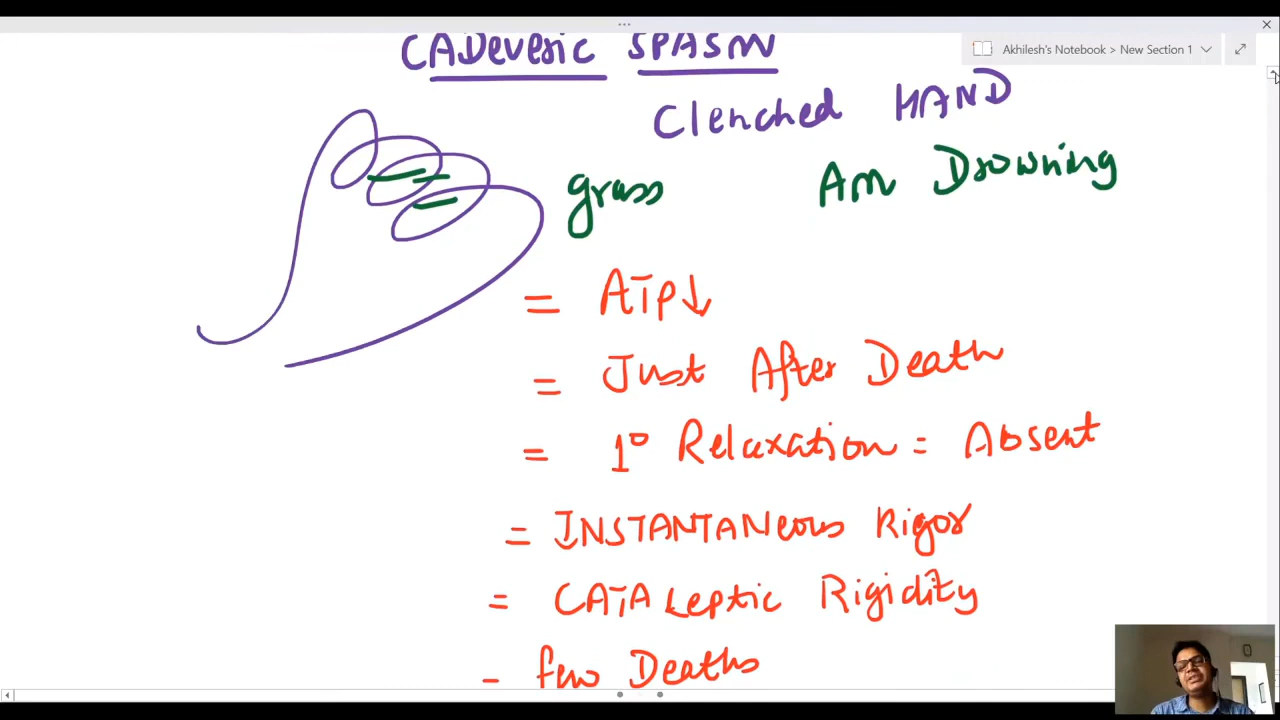 CADeveric SPASM
Akhilesh's Notebook > New Section 1
Clenched HAND
grass Am Drowning
= ATP↓
= Just After Death
= 1° Relaxation = Absent
= INSTANTANeous Rigor
= CATALeptic Rigidity
- few Deaths